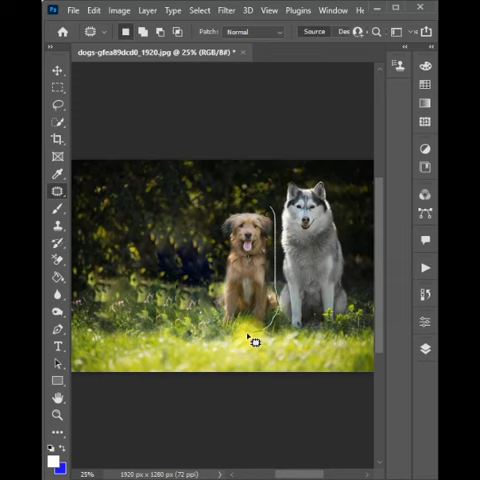 Ps File Edit Image Layer Type Select Filter 3D View Plugins Window
Patch: Normal Source
dogs-gfea89dcd0_1920.jpg @ 25% (RGB/8#) *
25% 1920 px x 1280 px (72 ppi)